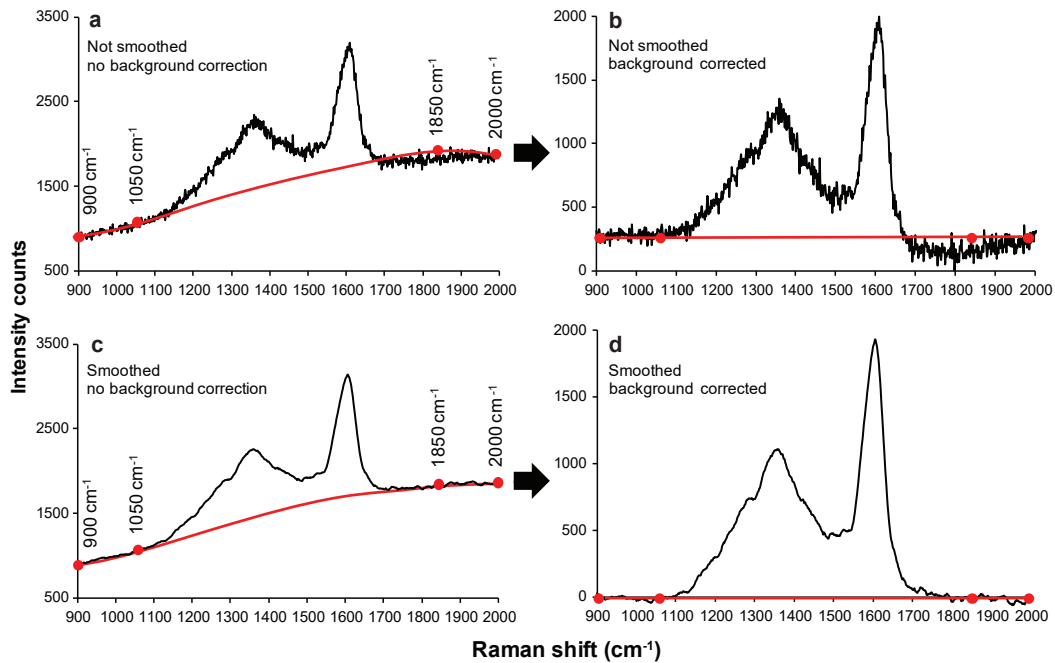 a
Not smoothed
no background correction
900 cm-1
1050 cm-1
1850 cm-1
2000 cm-1
3500
2500
1500
500
900 1000 1100 1200 1300 1400 1500 1600 1700 1800 1900 2000
b
Not smoothed
background corrected
2000
1500
1000
500
0
900 1000 1100 1200 1300 1400 1500 1600 1700 1800 1900 2000
c
Smoothed
no background correction
900 cm-1
1050 cm-1
1850 cm-1
2000 cm-1
3500
2500
1500
500
900 1000 1100 1200 1300 1400 1500 1600 1700 1800 1900 2000
d
Smoothed
background corrected
2000
1500
1000
500
0
900 1000 1100 1200 1300 1400 1500 1600 1700 1800 1900 2000
Intensity counts
Raman shift (cm-1)